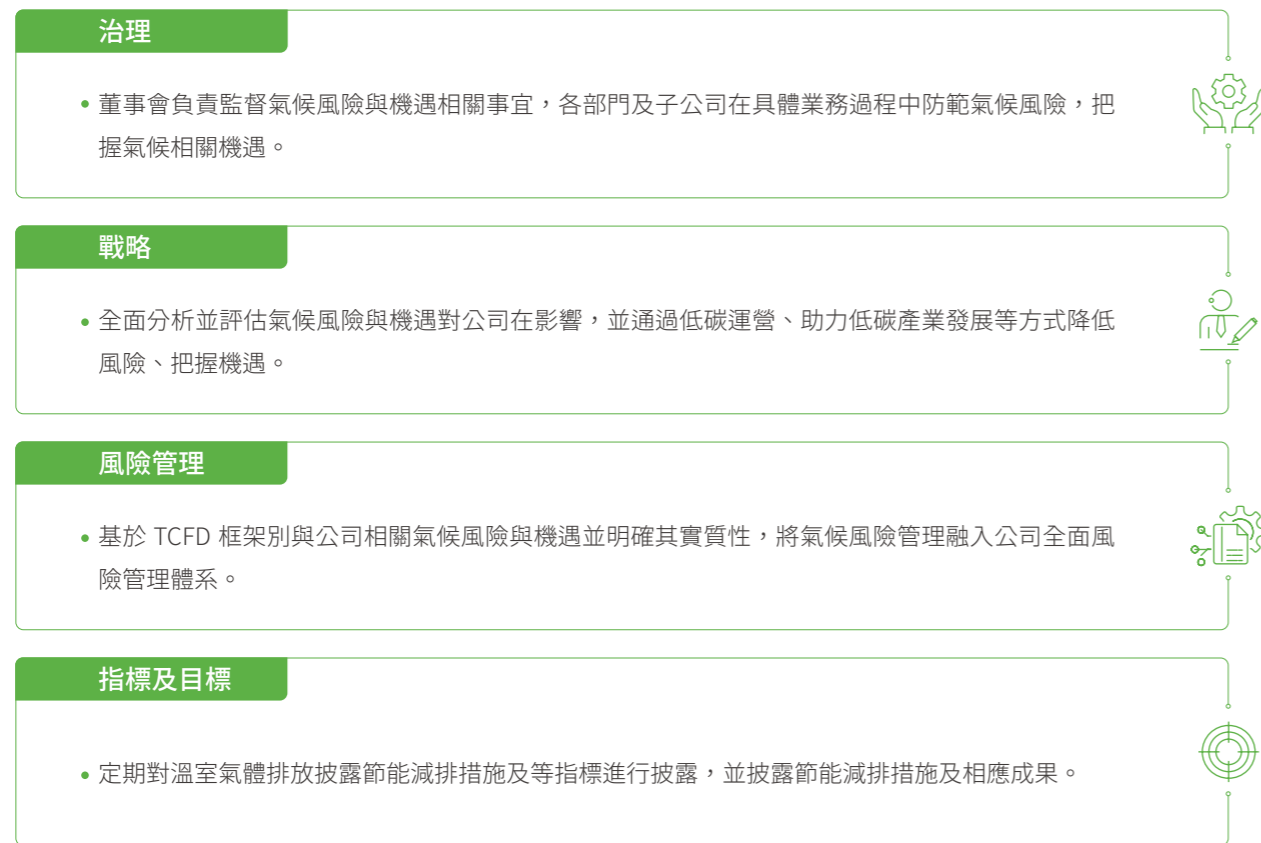 治理
• 董事會負責監督氣候風險與機遇相關事宜，各部門及子公司在具體業務過程中防範氣候風險，把
握氣候相關機遇。
戰略
• 全面分析並評估氣候風險與機遇對公司在影響，並通過低碳運營、助力低碳產業發展等方式降低
風險、把握機遇。
風險管理
• 基於 TCFD 框架別與公司相關氣候風險與機遇並明確其實質性，將氣候風險管理融入公司全面風
險管理體系。
指標及目標
• 定期對溫室氣體排放披露節能減排措施及等指標進行披露，並披露節能減排措施及相應成果。